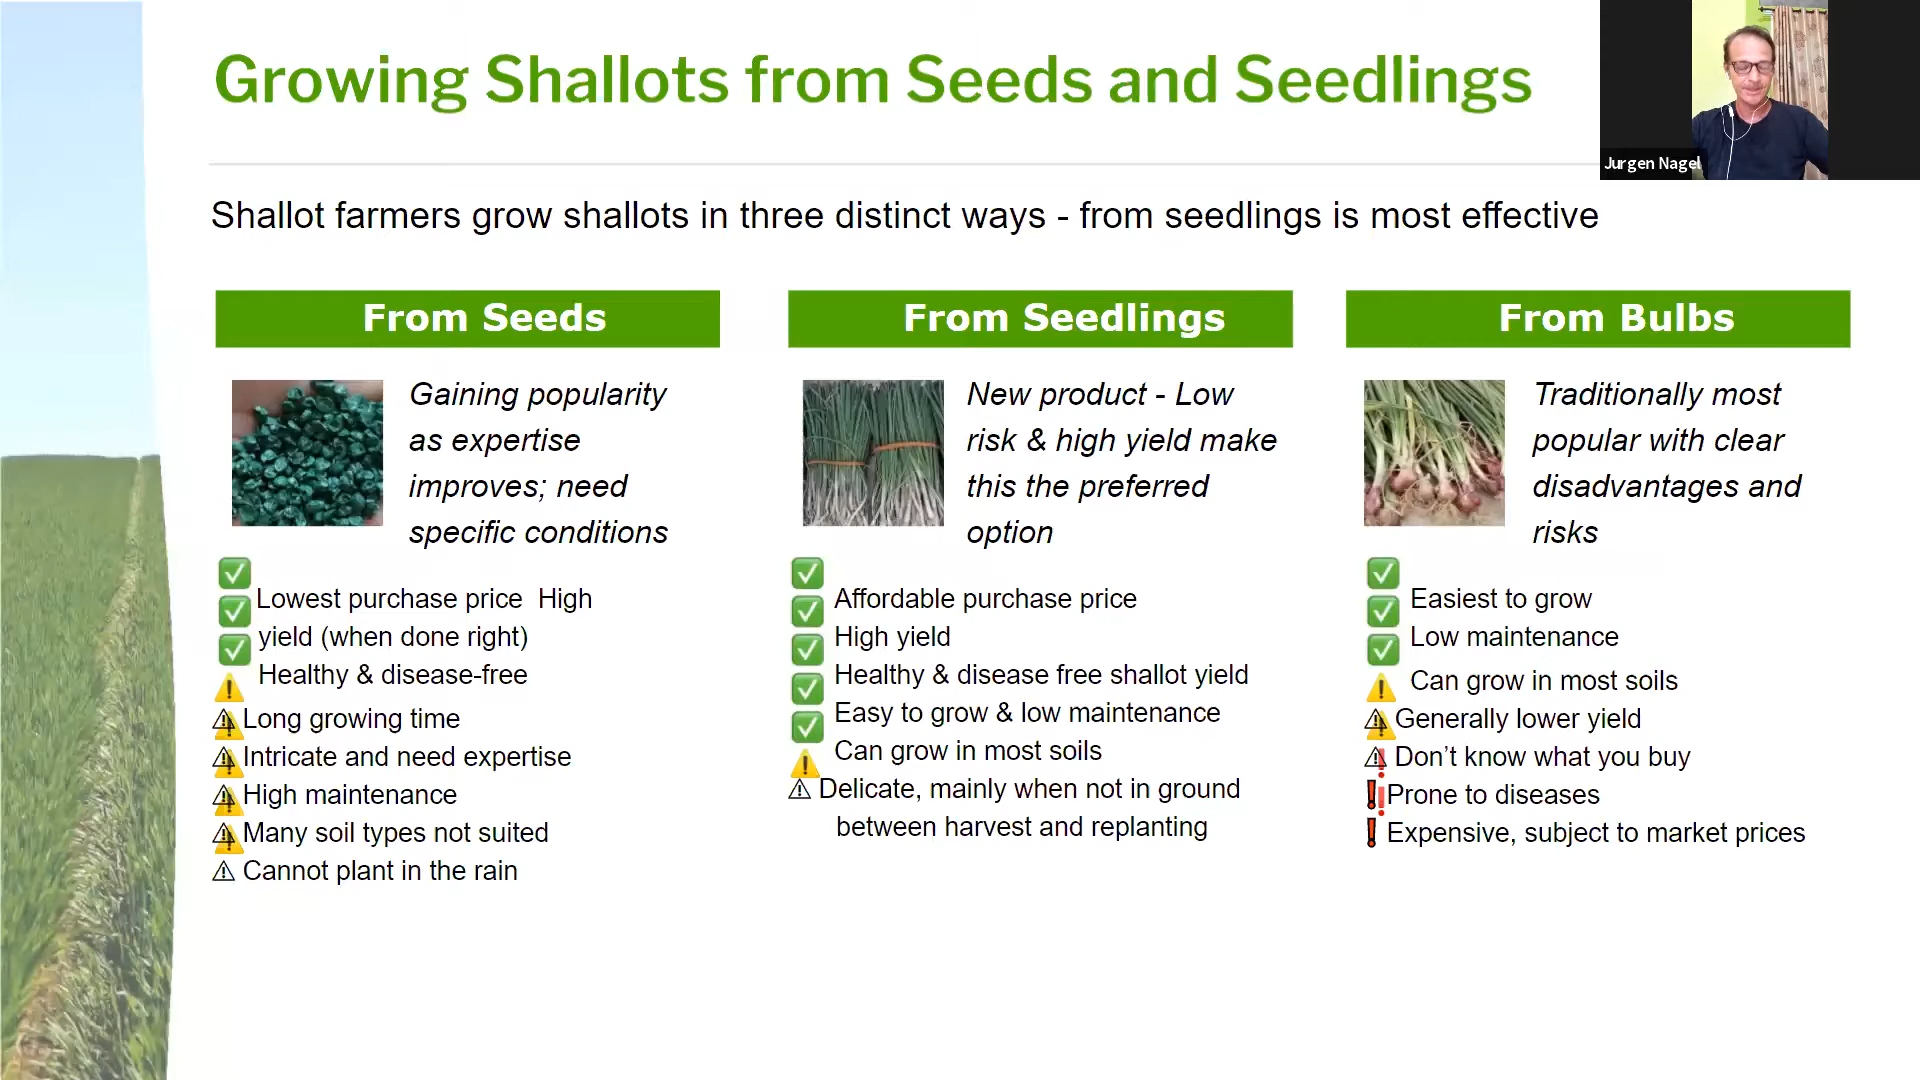 Growing Shallots from Seeds and Seedlings
Jurgen Nagel
Shallot farmers grow shallots in three distinct ways - from seedlings is most effective
From Seeds
Gaining popularity
as expertise
improves; need
specific conditions
✅
✅ Lowest purchase price  High
✅ yield (when done right)
⚠️ Healthy & disease-free
⚠ Long growing time
⚠ Intricate and need expertise
⚠ High maintenance
⚠ Many soil types not suited
⚠ Cannot plant in the rain
From Seedlings
New product - Low
risk & high yield make
this the preferred
option
✅ Affordable purchase price
✅ High yield
✅ Healthy & disease free shallot yield
✅ Easy to grow & low maintenance
✅ Can grow in most soils
⚠ Delicate, mainly when not in ground
between harvest and replanting
From Bulbs
Traditionally most
popular with clear
disadvantages and
risks
✅ Easiest to grow
✅ Low maintenance
✅ Can grow in most soils
⚠ Generally lower yield
⚠ Don’t know what you buy
❗ Prone to diseases
❗ Expensive, subject to market prices